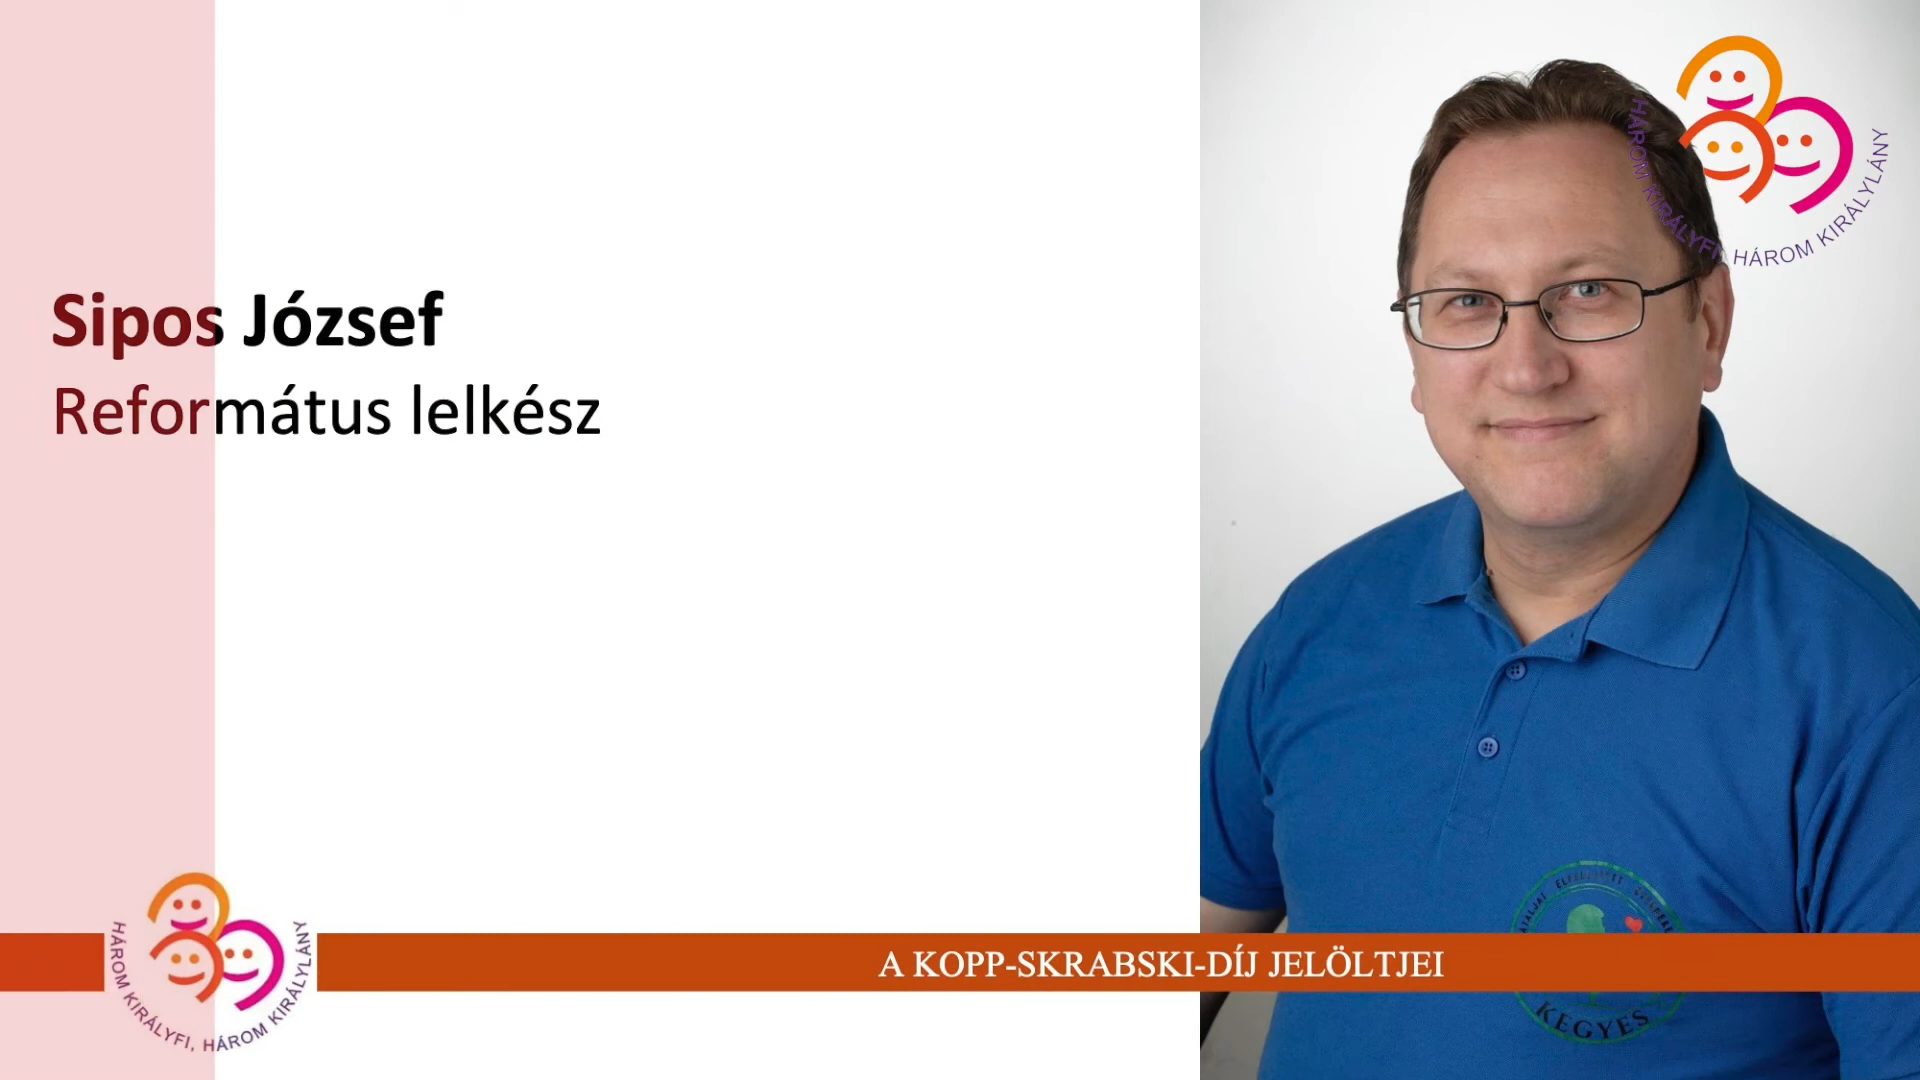 Sipos József
Református lelkész
HÁROM KIRÁLYFI, HÁROM KIRÁLYLÁNY
HÁROM KIRÁLYFI, HÁROM KIRÁLYLÁNY
A KOPP-SKRABSKI-DÍJ JELÖLTJEI
KEGYES